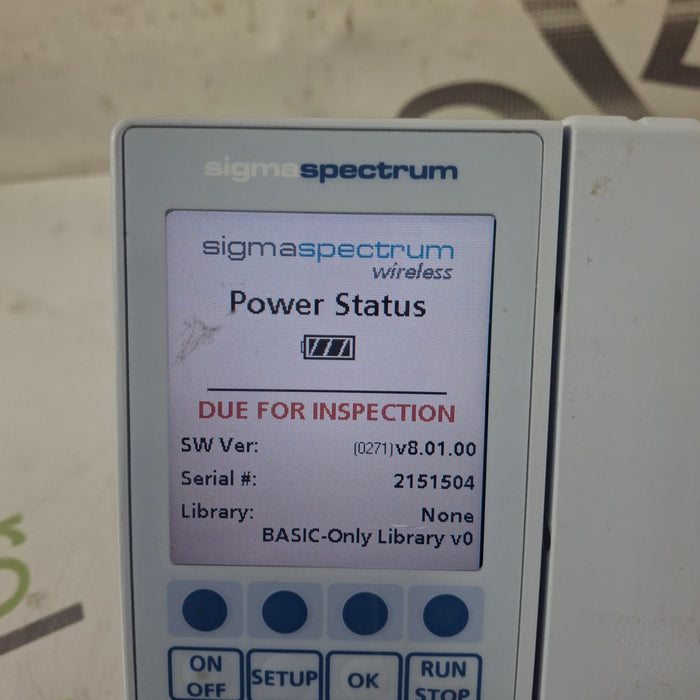 sigmaspectrum
sigmaspectrum
wireless
Power Status
DUE FOR INSPECTION
SW Ver: (0271)v8.01.00
Serial #: 2151504
Library: None
BASIC-Only Library v0
ON OFF
SETUP
OK
RUN STOP